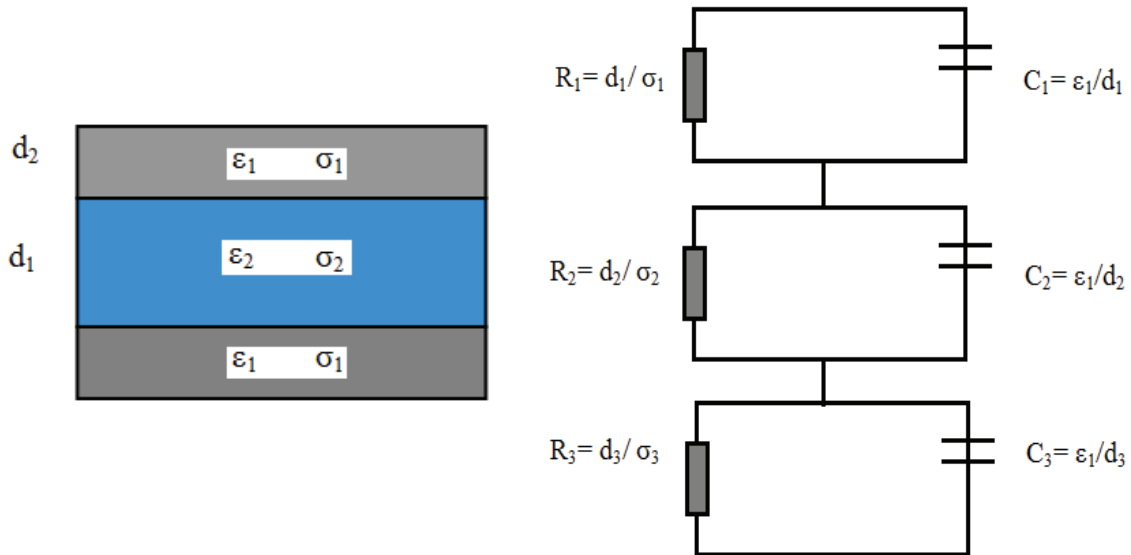 d₂
ε₁ σ₁
d₁
ε₂ σ₂
ε₁ σ₁
R₁= d₁/ σ₁
C₁= ε₁/d₁
R₂= d₂/ σ₂
C₂= ε₁/d₂
R₃= d₃/ σ₃
C₃= ε₁/d₃